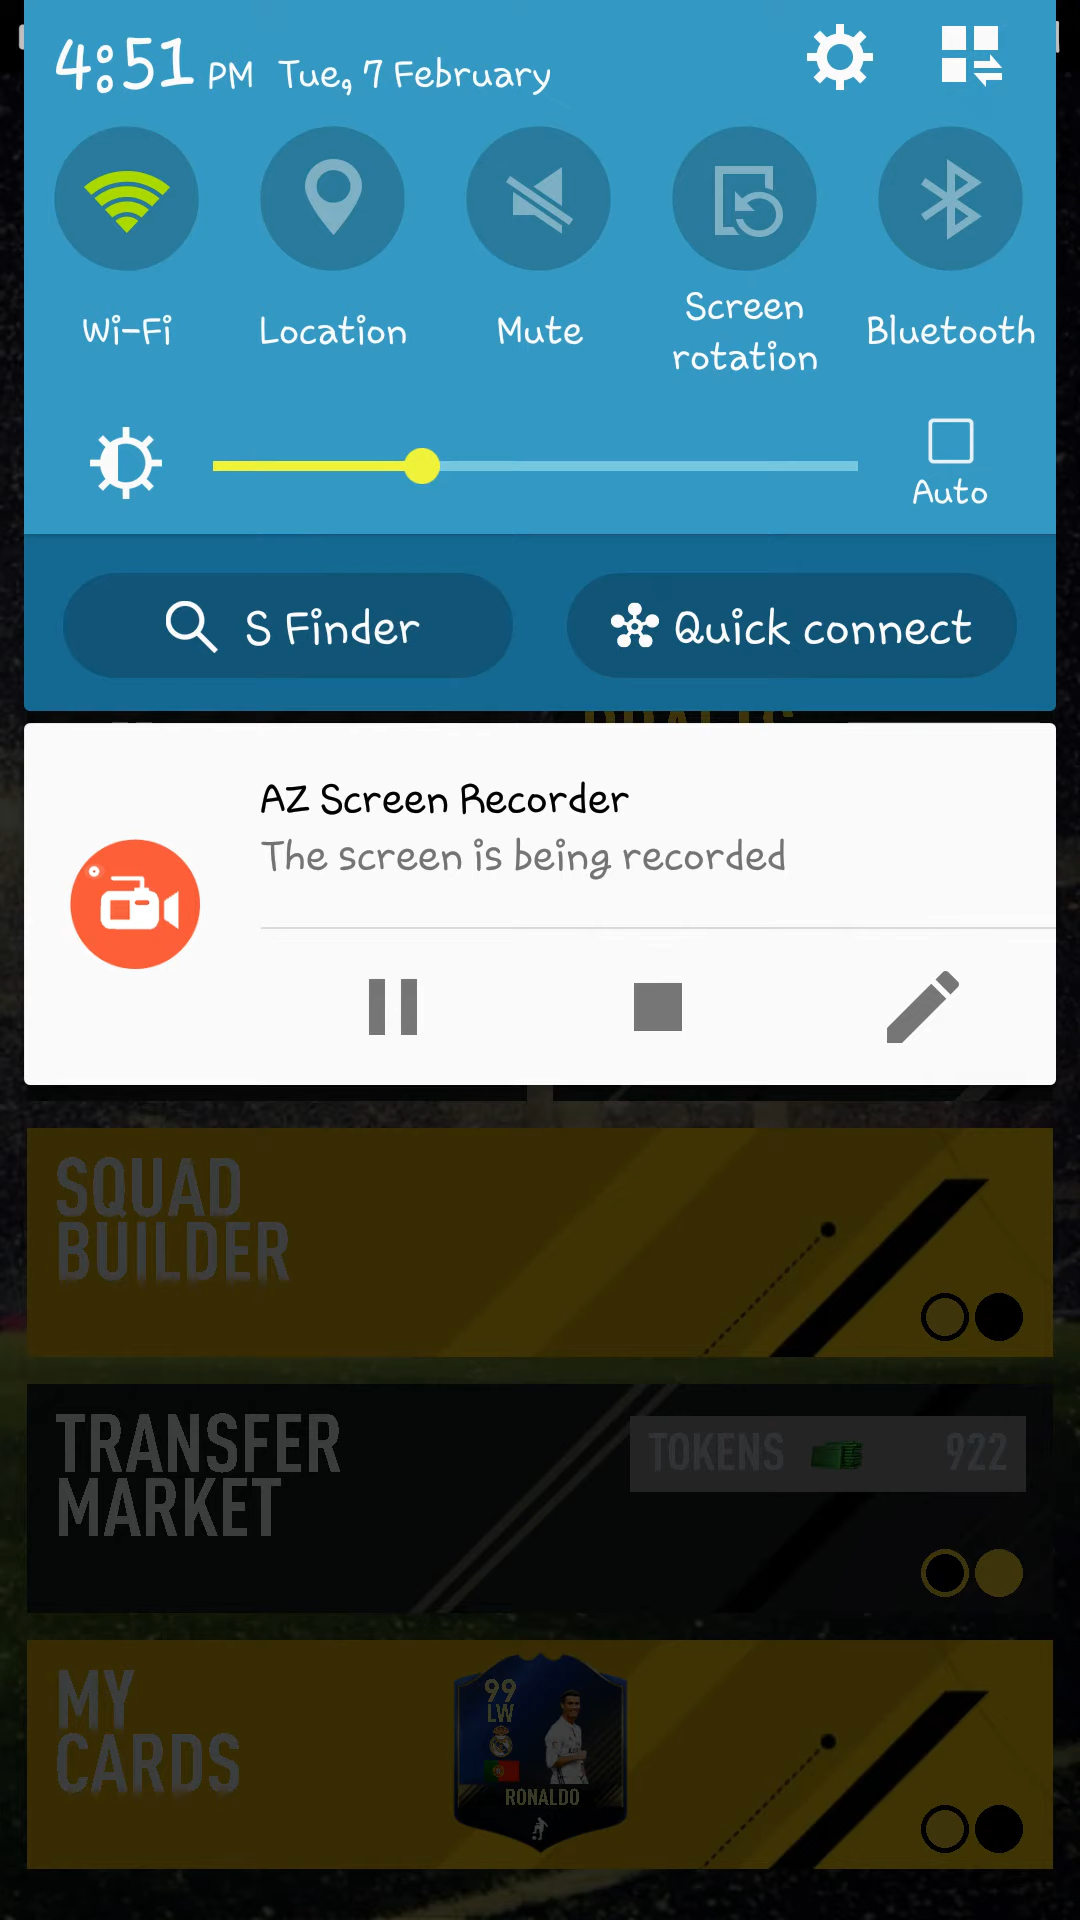 4:51 PM Tue, 7 February
Wi-Fi
Location
Mute
Screen
rotation
Bluetooth
Auto
S Finder
Quick connect
AZ Screen Recorder
The screen is being recorded
SQUAD
BUILDER
TRANSFER
MARKET
TOKENS 922
MY
CARDS
99
LW
RONALDO